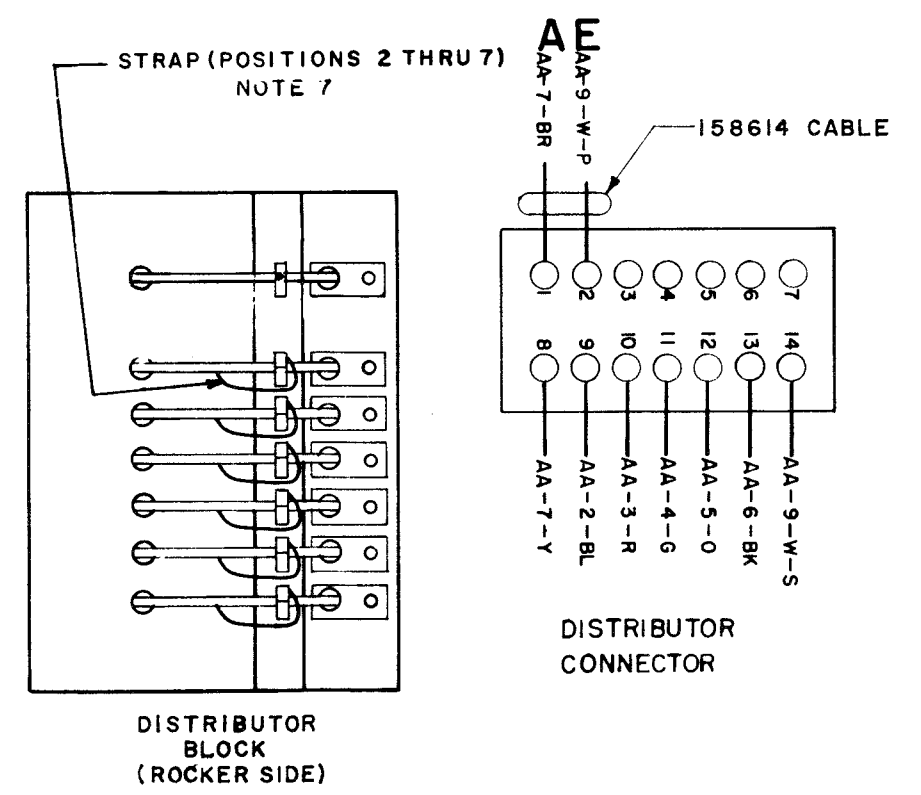 STRAP (POSITIONS 2 THRU 7)
NOTE 7
DISTRIBUTOR
BLOCK
(ROCKER SIDE)
AE
AA-7-BR
AA-9-W-P
158614 CABLE
1 2 3 4 5 6 7
8 9 10 11 12 13 14
AA-7-Y
AA-2-BL
AA-3-R
AA-4-G
AA-5-O
AA-6-BK
AA-9-W-S
DISTRIBUTOR
CONNECTOR